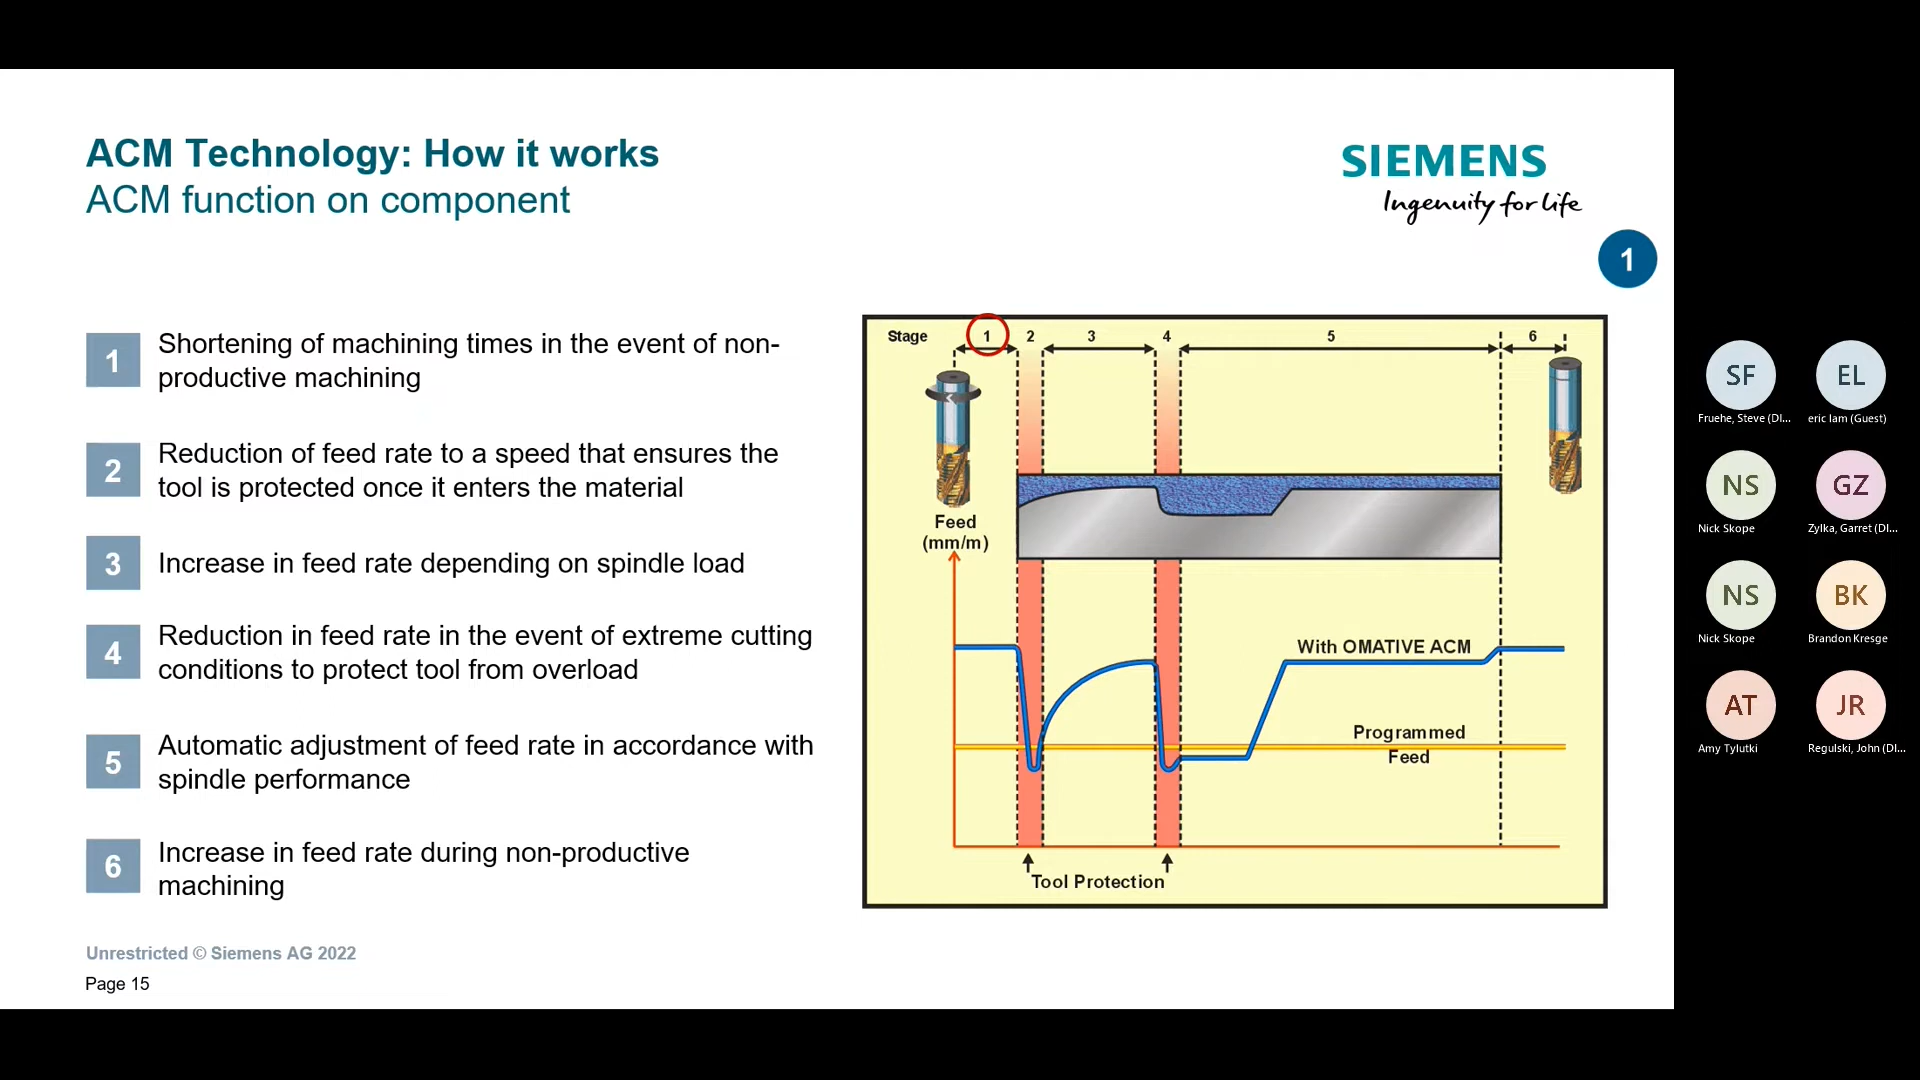 ACM Technology: How it works
ACM function on component
SIEMENS
Ingenuity for life
1
1
Shortening of machining times in the event of non-
productive machining
2
Reduction of feed rate to a speed that ensures the
tool is protected once it enters the material
3
Increase in feed rate depending on spindle load
4
Reduction in feed rate in the event of extreme cutting
conditions to protect tool from overload
5
Automatic adjustment of feed rate in accordance with
spindle performance
6
Increase in feed rate during non-productive
machining
Stage 1 2 3 4 5 6
Feed
(mm/m)
With OMATIVE ACM
Programmed
Feed
Tool Protection
Unrestricted © Siemens AG 2022
Page 15
SF EL
Fruehe, Steve (DI... eric lam (Guest)
NS GZ
Nick Skope Zylka, Garret (DI...
NS BK
Nick Skope Brandon Kresge
AT JR
Amy Tylutki Regulski, John (DI...